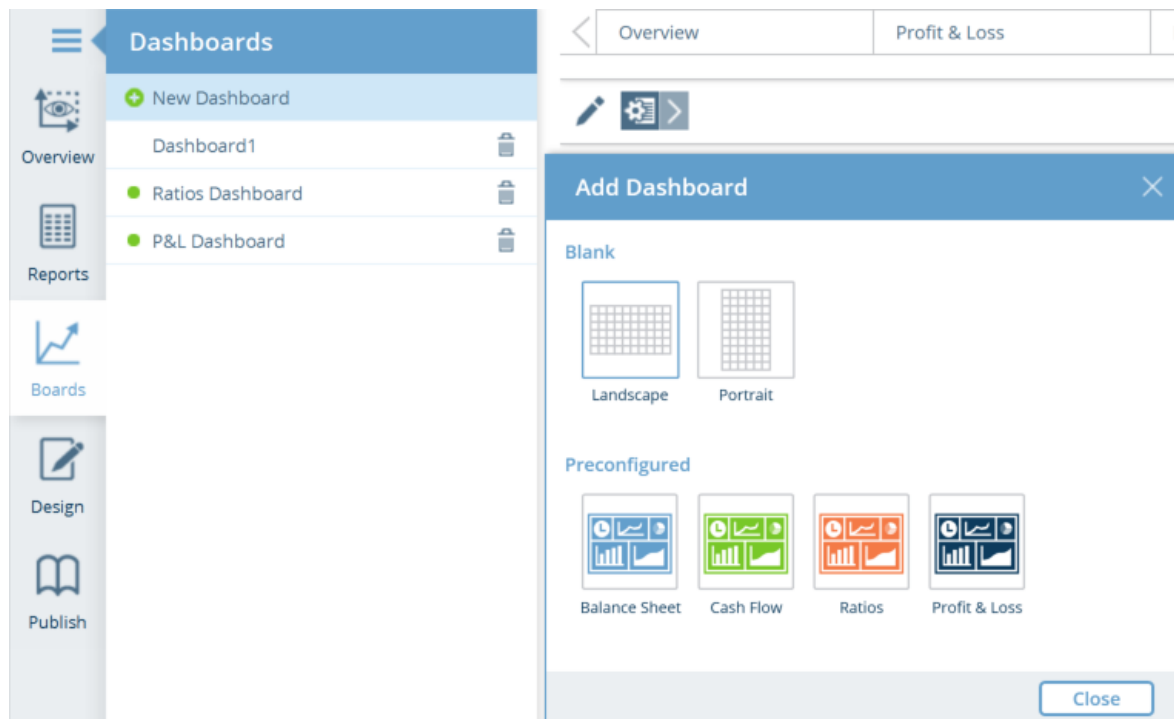 Dashboards
New Dashboard
Dashboard1
Ratios Dashboard
P&L Dashboard
Overview
Reports
Boards
Design
Publish
Overview
Profit & Loss
Add Dashboard
Blank
Landscape
Portrait
Preconfigured
Balance Sheet
Cash Flow
Ratios
Profit & Loss
Close